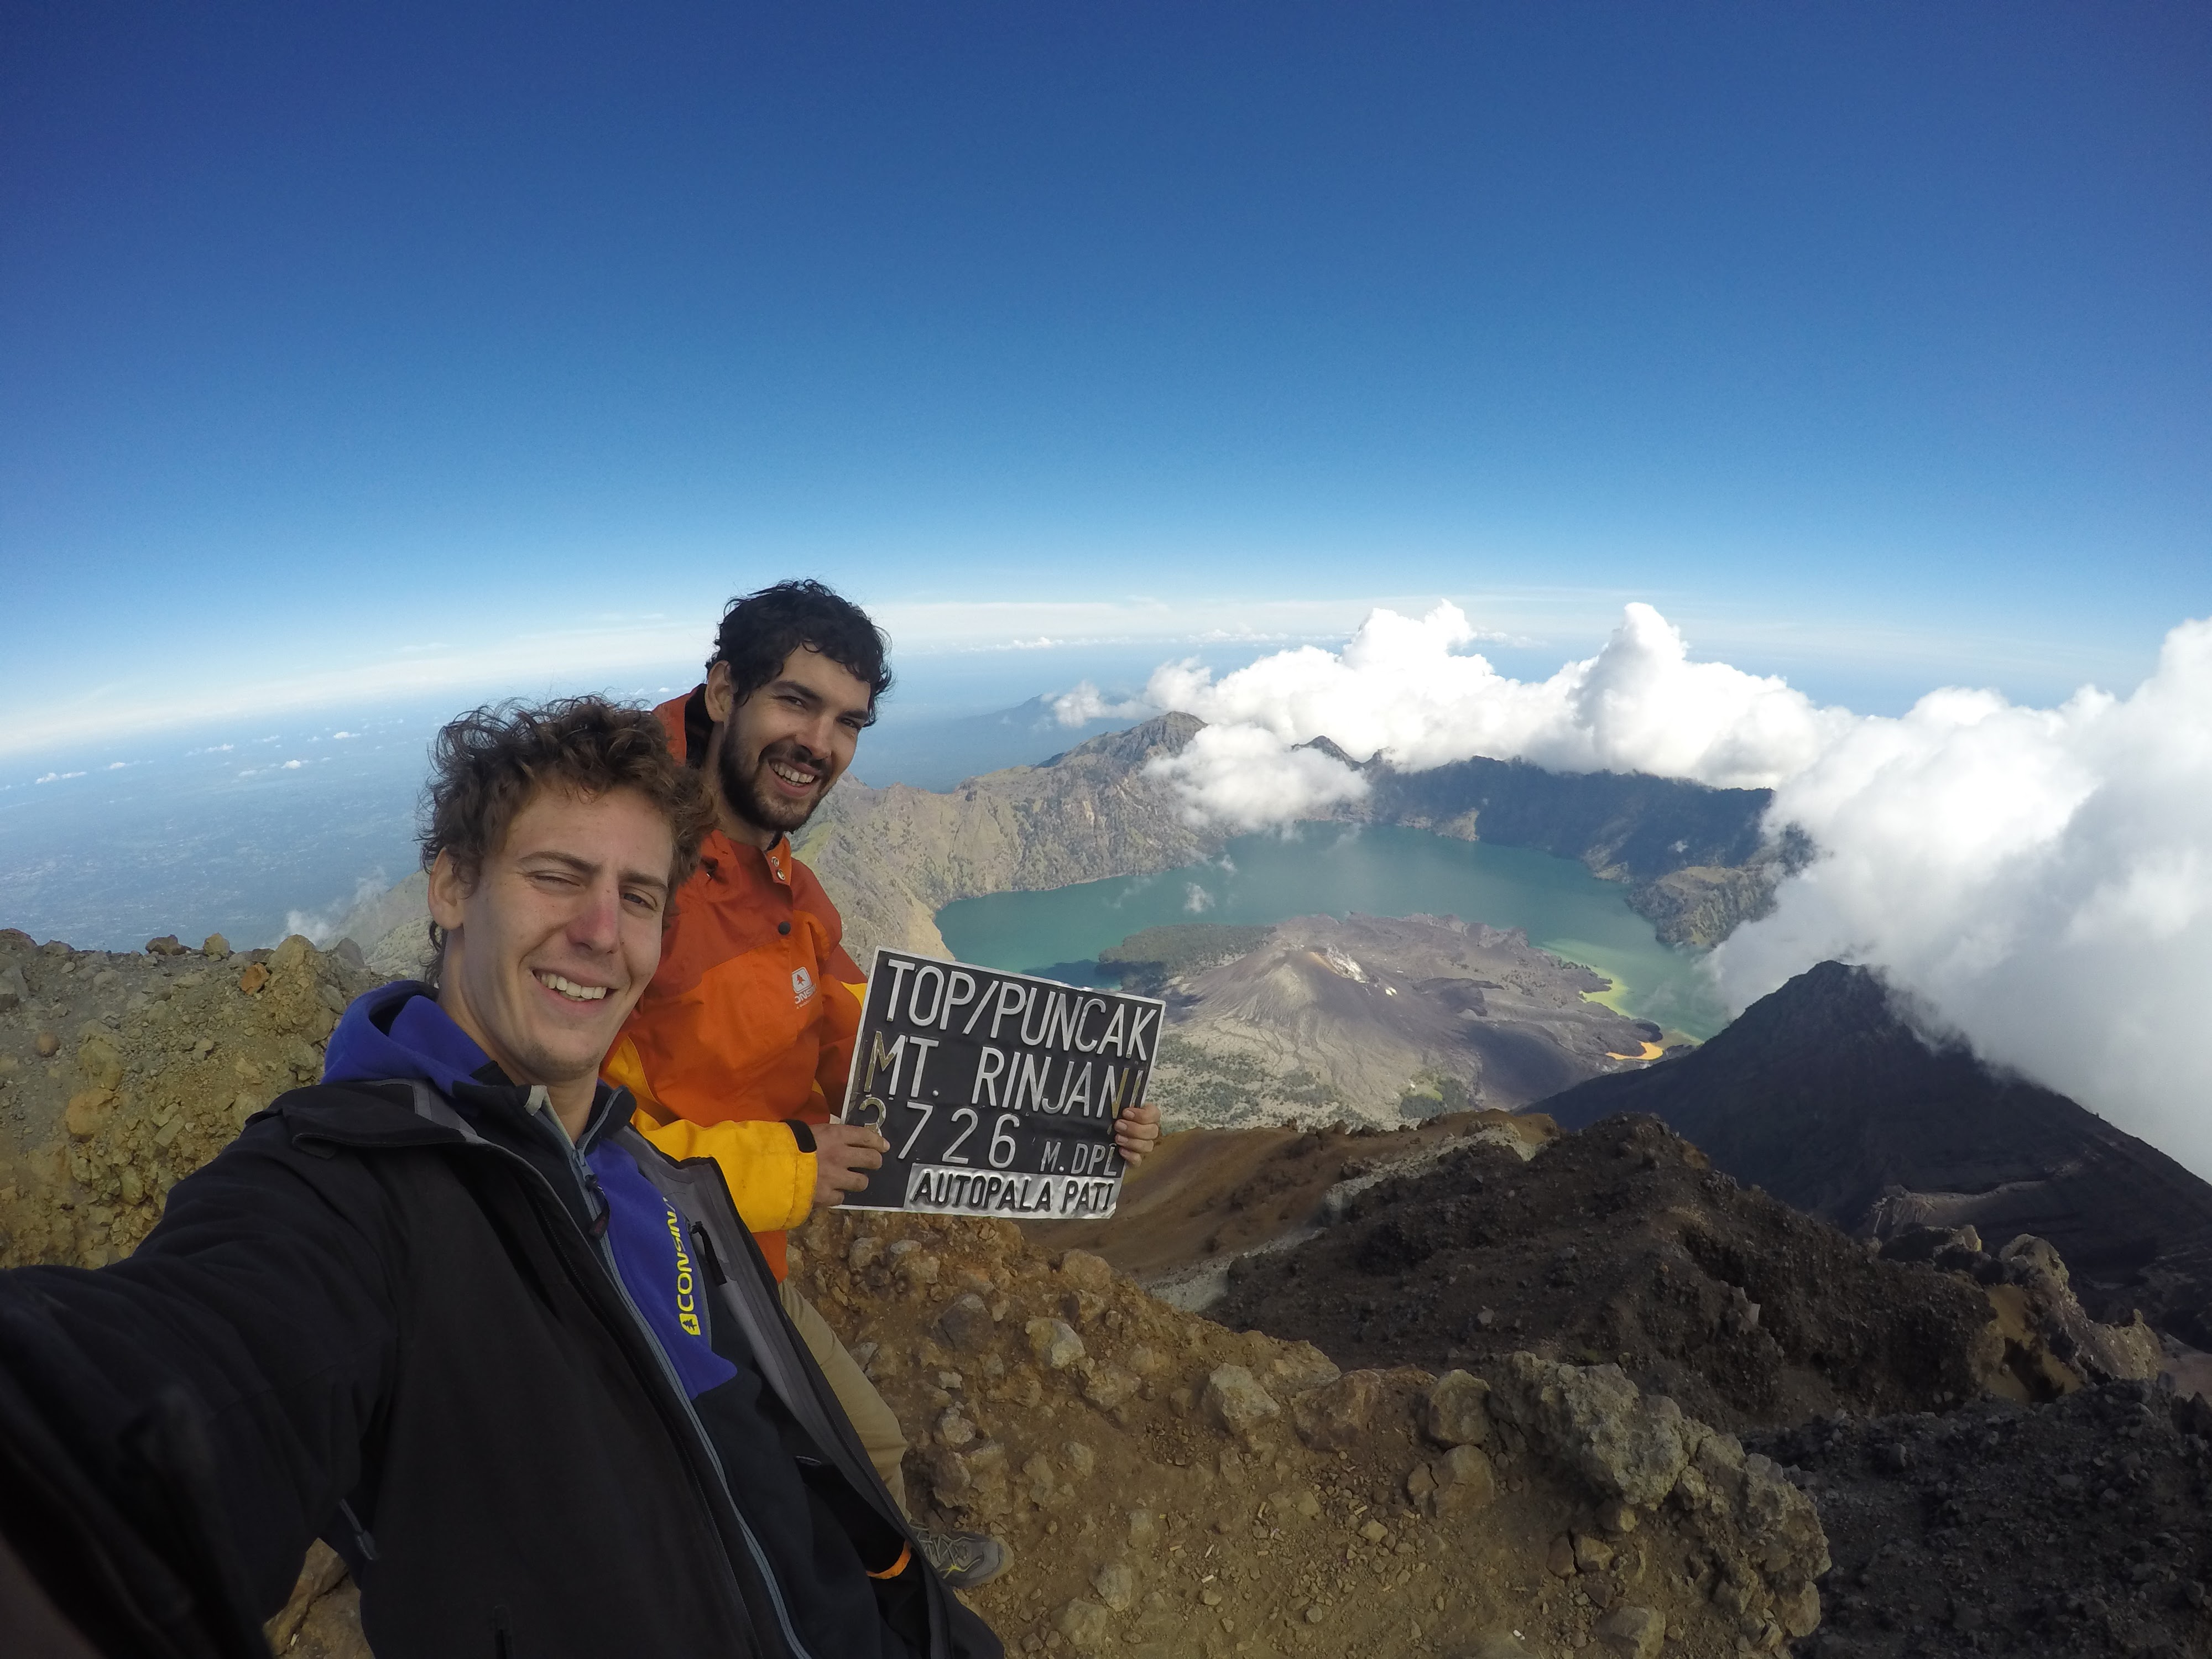 TOP/PUNCAK
MT. RINJANI
3726 M.DPL
AUTOPALA PATI
CONSINA